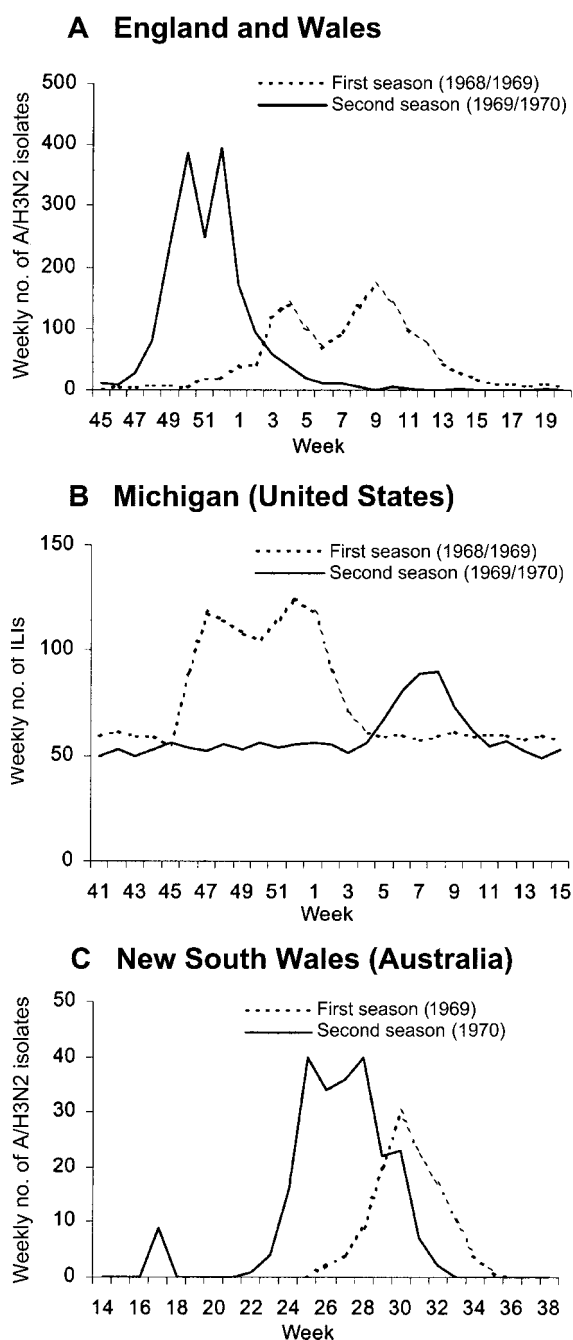 A England and Wales
500
400
300
200
100
0
Weekly no. of A/H3N2 isolates
First season (1968/1969)
Second season (1969/1970)
45 47 49 51 1 3 5 7 9 11 13 15 17 19
Week
B Michigan (United States)
150
100
50
0
Weekly no. of ILIs
First season (1968/1969)
Second season (1969/1970)
41 43 45 47 49 51 1 3 5 7 9 11 13 15
Week
C New South Wales (Australia)
50
40
30
20
10
0
Weekly no. of A/H3N2 isolates
First season (1969)
Second season (1970)
14 16 18 20 22 24 26 28 30 32 34 36 38
Week